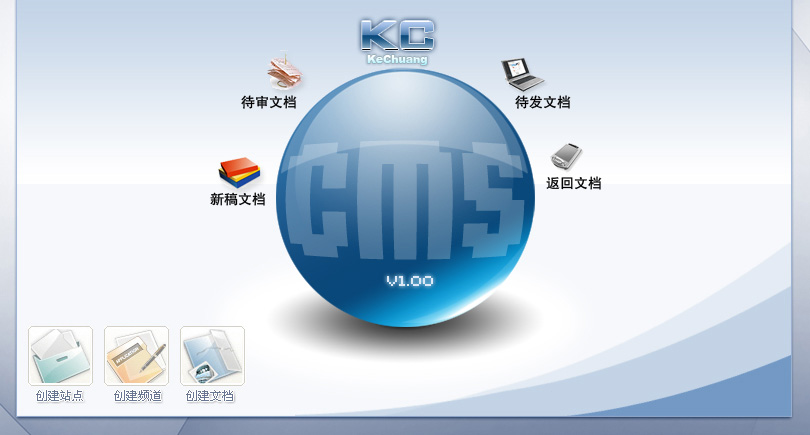 KC
KeChuang
待审文档
待发文档
新稿文档
返回文档
CMS
V1.00
APPLICATION
创建站点
创建频道
创建文档